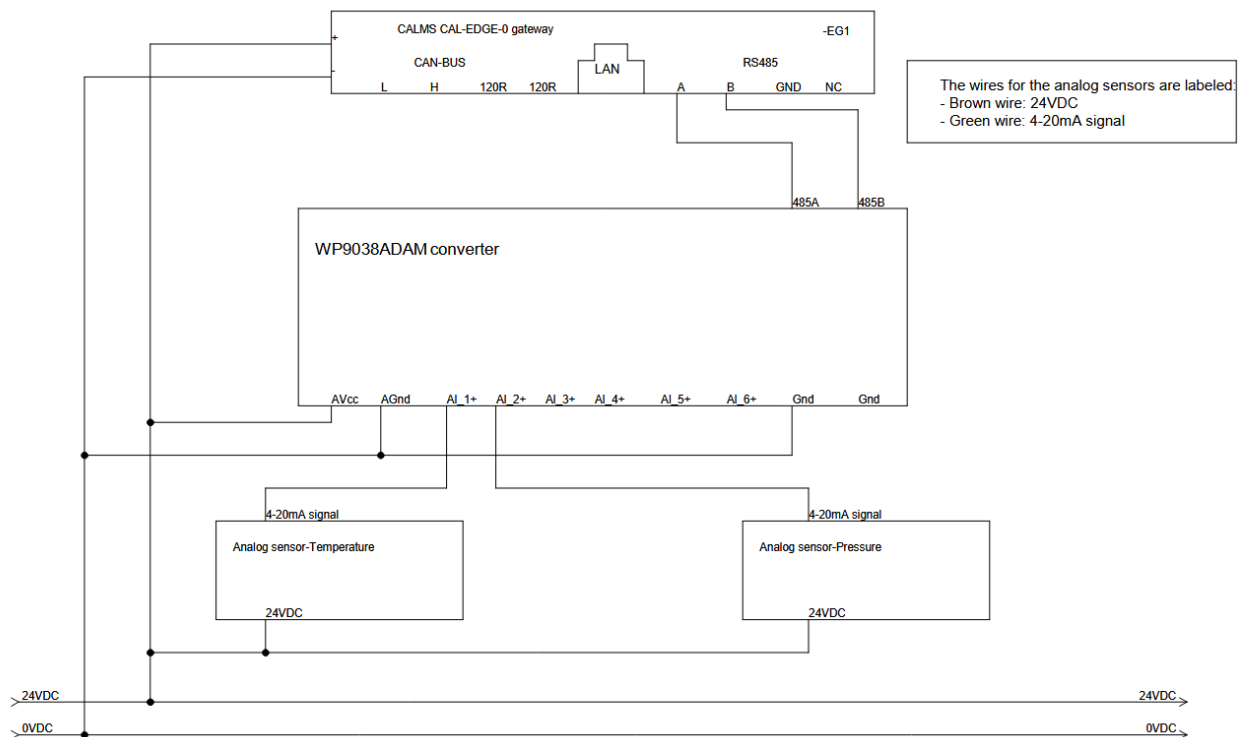 CALMS CAL-EDGE-0 gateway
-EG1
+
-
CAN-BUS
LAN
RS485
L
H
120R
120R
A
B
GND
NC
The wires for the analog sensors are labeled:
- Brown wire: 24VDC
- Green wire: 4-20mA signal
485A
485B
WP9038ADAM converter
AVcc
AGnd
AI_1+
AI_2+
AI_3+
AI_4+
AI_5+
AI_6+
Gnd
Gnd
4-20mA signal
Analog sensor-Temperature
24VDC
4-20mA signal
Analog sensor-Pressure
24VDC
24VDC
24VDC
0VDC
0VDC